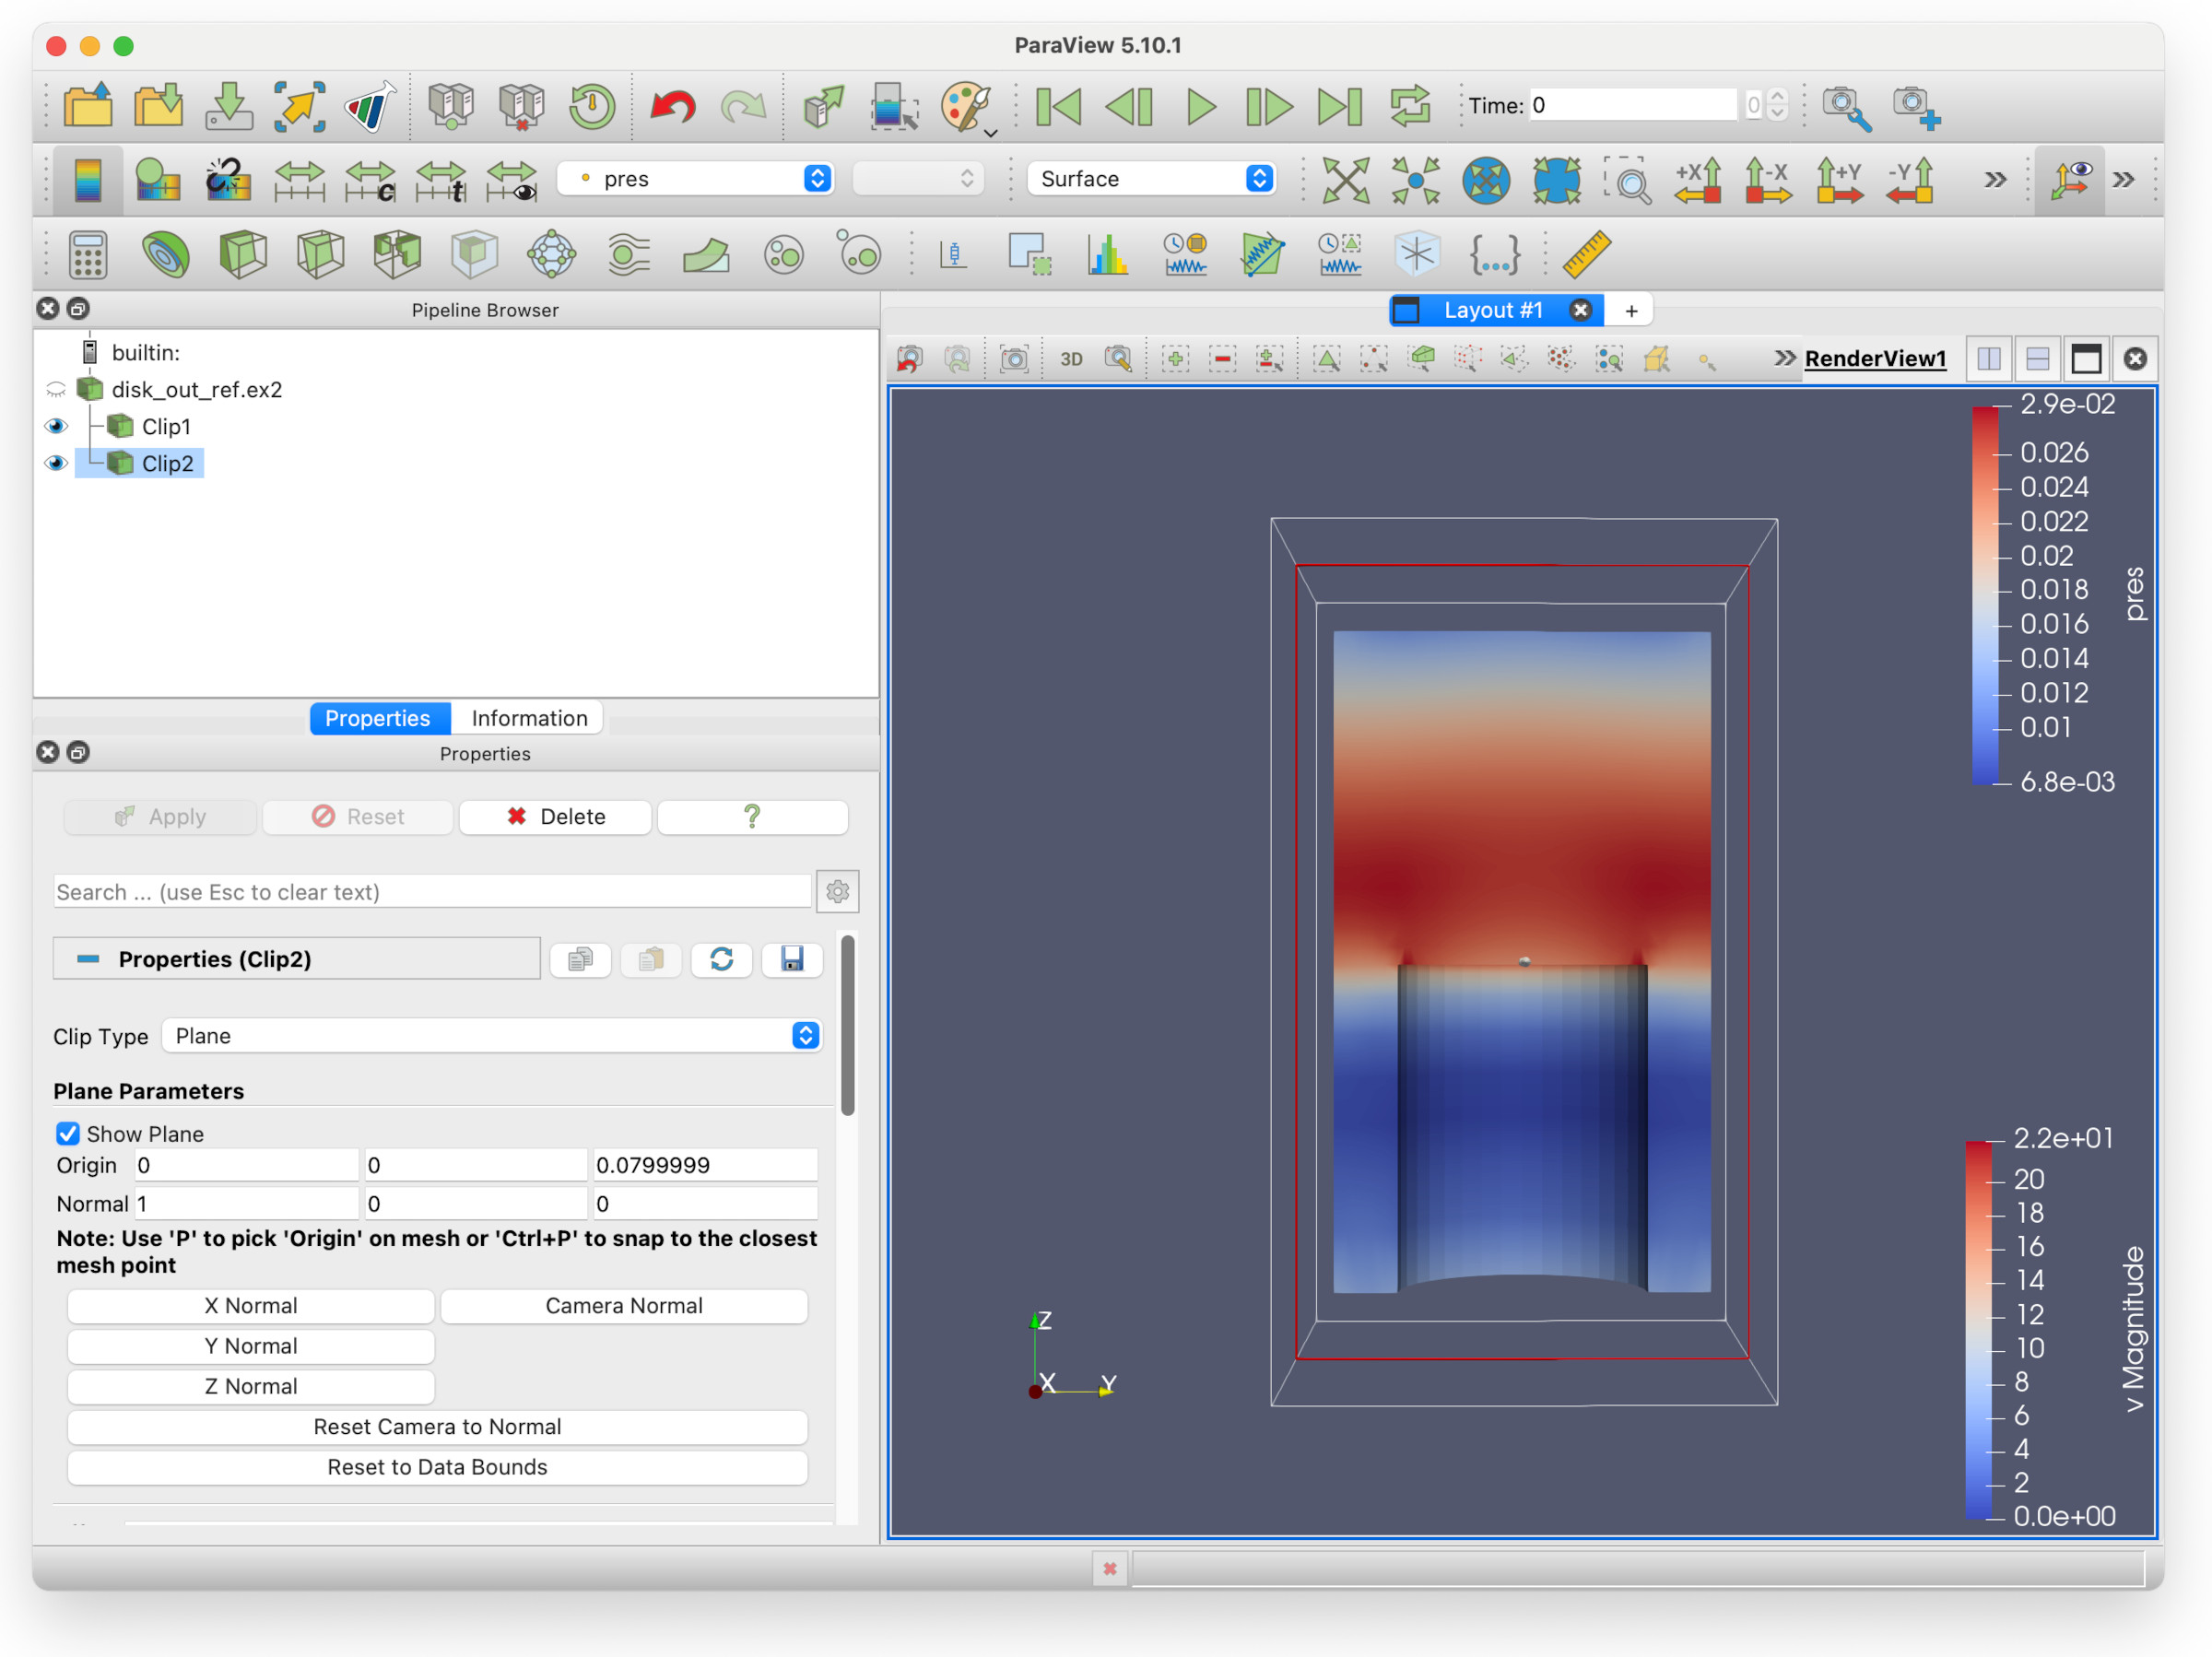 ParaView 5.10.1
Time: 0 0
pres Surface +X -X +Y -Y
c t
Pipeline Browser
builtin:
disk_out_ref.ex2
Clip1
Clip2
Properties Information
Properties
Apply Reset Delete ?
Search ... (use Esc to clear text)
Properties (Clip2)
Clip Type Plane
Plane Parameters
Show Plane
Origin 0 0 0.0799999
Normal 1 0 0
Note: Use 'P' to pick 'Origin' on mesh or 'Ctrl+P' to snap to the closest
mesh point
X Normal Camera Normal
Y Normal
Z Normal
Reset Camera to Normal
Reset to Data Bounds
Layout #1 +
3D RenderView1
2.9e-02
0.026
0.024
0.022
0.02
0.018
0.016
0.014
0.012
0.01
6.8e-03
pres
2.2e+01
20
18
16
14
12
10
8
6
4
2
0.0e+00
v Magnitude
Z
X Y